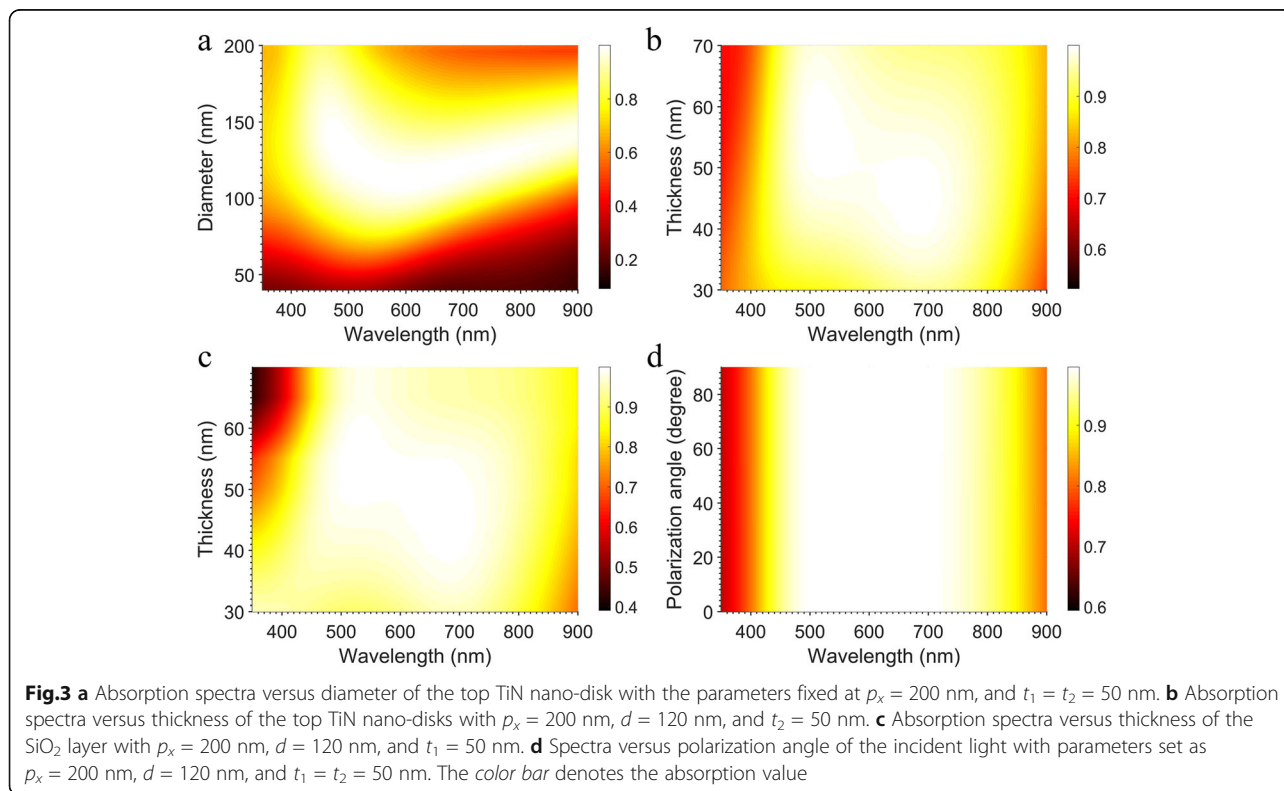 a
200
150
100
50
Diameter (nm)
400 500 600 700 800 900
Wavelength (nm)
0.8
0.6
0.4
0.2
b
70
60
50
40
30
Thickness (nm)
400 500 600 700 800 900
Wavelength (nm)
0.9
0.8
0.7
0.6
c
60
50
40
30
Thickness (nm)
400 500 600 700 800 900
Wavelength (nm)
0.9
0.8
0.7
0.6
0.5
0.4
d
80
60
40
20
0
Polarization angle (degree)
400 500 600 700 800 900
Wavelength (nm)
0.9
0.8
0.7
0.6
Fig.3 a Absorption spectra versus diameter of the top TiN nano-disk with the parameters fixed at pₓ = 200 nm, and t₁ = t₂ = 50 nm. b Absorption
spectra versus thickness of the top TiN nano-disks with pₓ = 200 nm, d = 120 nm, and t₂ = 50 nm. c Absorption spectra versus thickness of the
SiO₂ layer with pₓ = 200 nm, d = 120 nm, and t₁ = 50 nm. d Spectra versus polarization angle of the incident light with parameters set as
pₓ = 200 nm, d = 120 nm, and t₁ = t₂ = 50 nm. The color bar denotes the absorption value